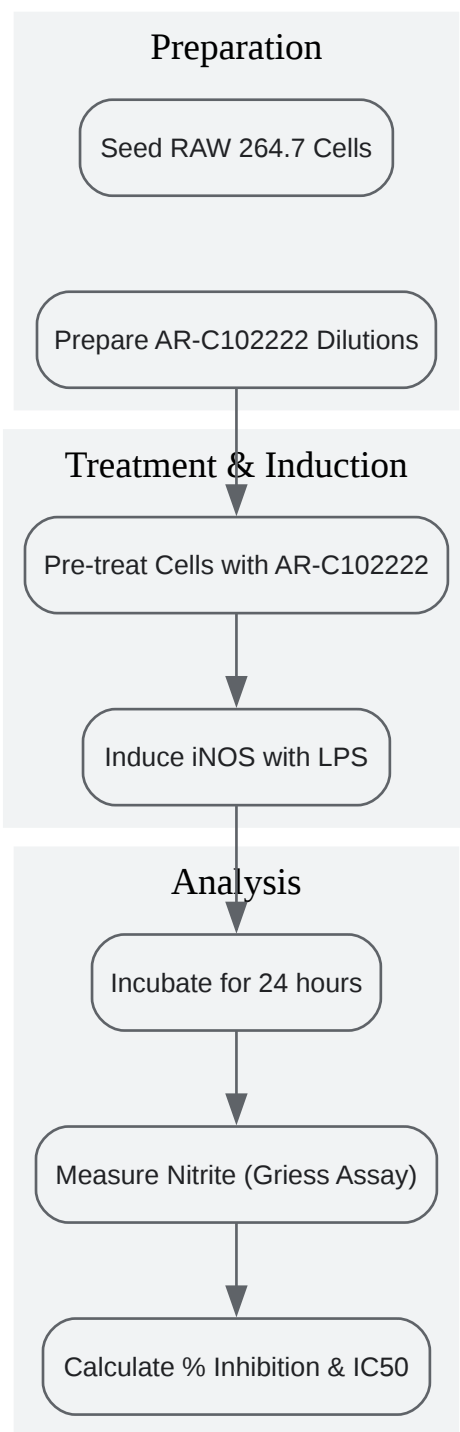 Preparation
Seed RAW 264.7 Cells
Prepare AR-C102222 Dilutions
Treatment & Induction
Pre-treat Cells with AR-C102222
Induce iNOS with LPS
Analysis
Incubate for 24 hours
Measure Nitrite (Griess Assay)
Calculate % Inhibition & IC50